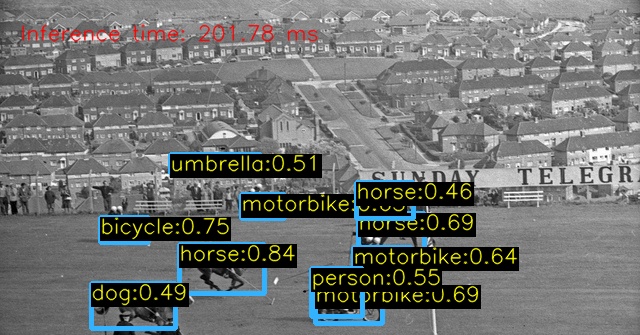 Inference time: 201.78 ms
umbrella:0.51
SUNDAY TELEGR
horse:0.46
motorbike:
bicycle:0.75
horse:0.69
horse:0.84
motorbike:0.64
person:0.55
dog:0.49
motorbike:0.69